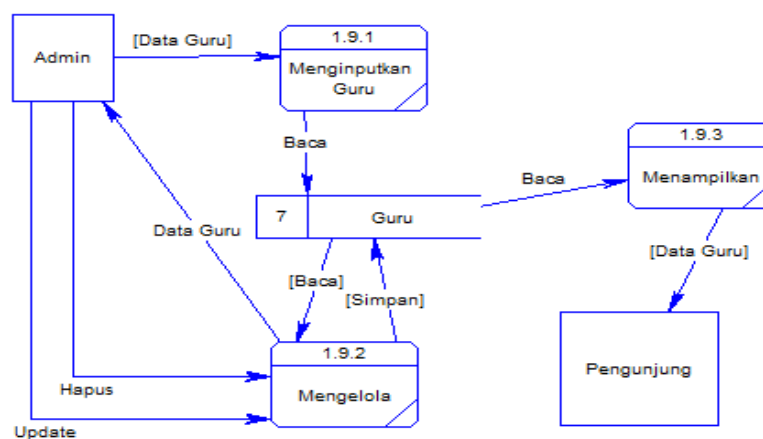 [Data Guru]
1.9.1
Admin
Menginputkan
Guru
1.9.3
Baca
Baca
Menampilkan
7
Guru
Data Guru
[Data Guru]
[Baca]
[Simpan]
1.9.2
Pengunjung
Hapus
Mengelola
Update